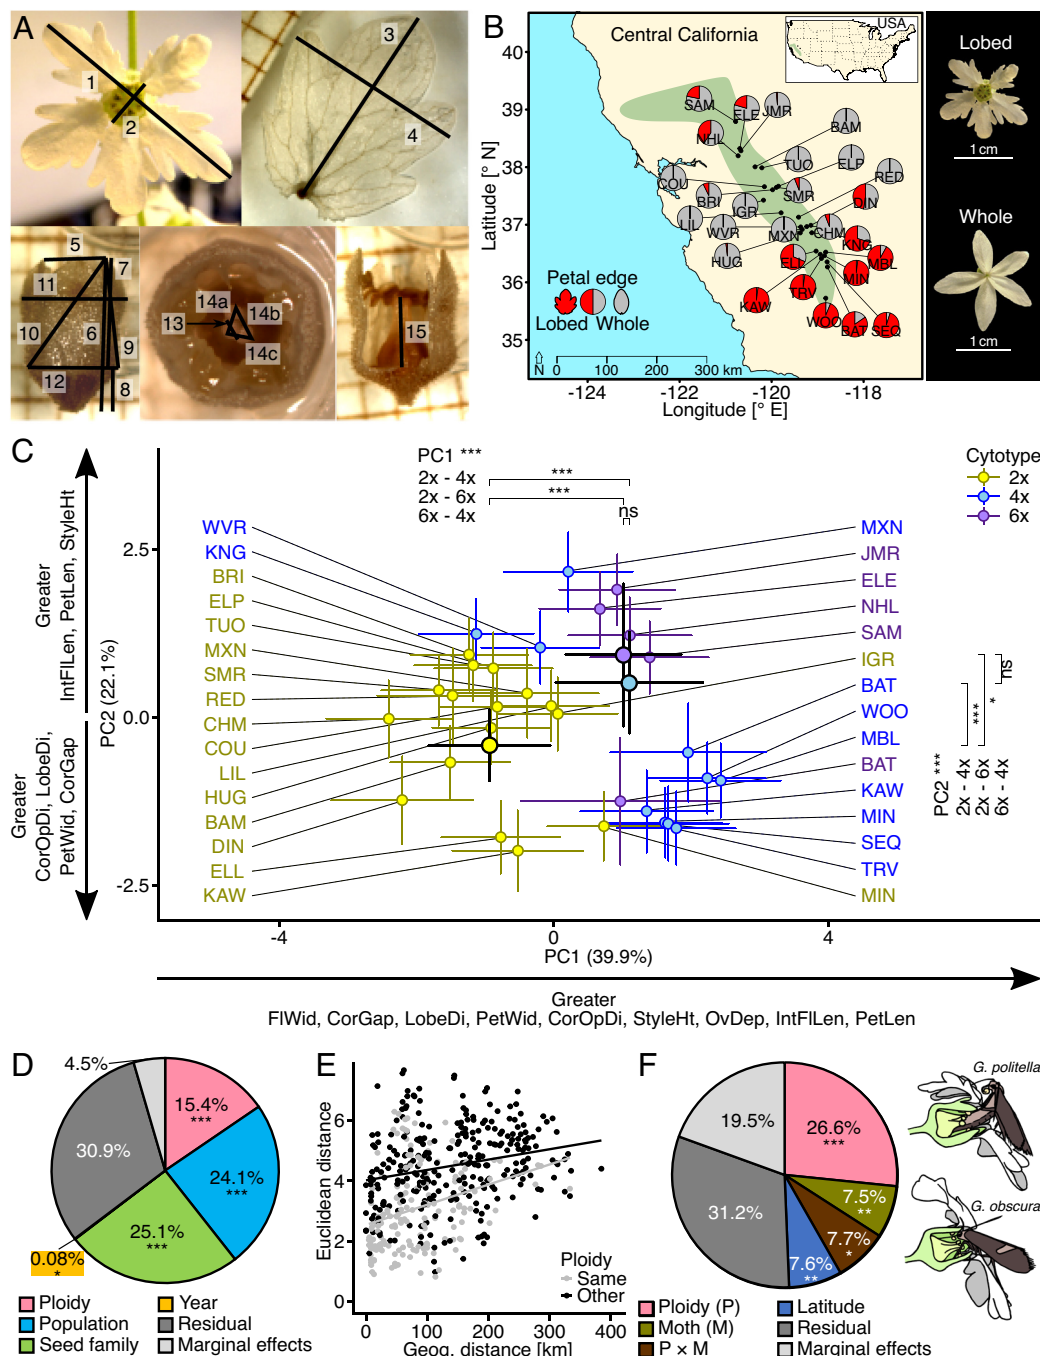 A
1
2
3
4
5
7
11
10
6
9
12
8
14a
14b
13
14c
15
B
Central California
USA
Latitude [° N]
40
39
38
37
36
35
SAM
ELE
JMR
NHL
BAM
TUO
ELP
RED
COU
BRI
SMR
DIN
IGR
LIL
WVR
MXN
CHM
KNG
HUG
ELL
MBL
MIN
TRV
KAW
WOO
BAT
SEQ
Petal edge
Lobed Whole
N
0 100 200 300 km
-124 -122 -120 -118
Longitude [° E]
Lobed
1 cm
Whole
1 cm
C
PC1 ***
2x - 4x
2x - 6x
6x - 4x
***
***
ns
Cytotype
2x
4x
6x
Greater
IntFlLen, PetLen, StyleHt
Greater
CorOpDi, LobeDi,
PetWid, CorGap
PC2 (22.1%)
2.5
0.0
-2.5
WVR
KNG
BRI
ELP
TUO
MXN
SMR
RED
CHM
COU
LIL
HUG
BAM
DIN
ELL
KAW
MXN
JMR
ELE
NHL
SAM
IGR
BAT
WOO
MBL
BAT
KAW
MIN
SEQ
TRV
MIN
PC2 ***
2x - 4x
2x - 6x
6x - 4x
***
*
ns
-4 0 4
PC1 (39.9%)
Greater
FlWid, CorGap, LobeDi, PetWid, CorOpDi, StyleHt, OvDep, IntFlLen, PetLen
D
4.5%
15.4%
***
30.9%
24.1%
***
25.1%
***
0.08%
*
Ploidy
Population
Seed family
Year
Residual
Marginal effects
E
Euclidean distance
6
4
2
0
Ploidy
Same
Other
0 100 200 300 400
Geog. distance [km]
F
19.5%
26.6%
***
7.5%
**
31.2%
7.7%
*
7.6%
**
Ploidy (P)
Moth (M)
P × M
Latitude
Residual
Marginal effects
G. politella
G. obscura